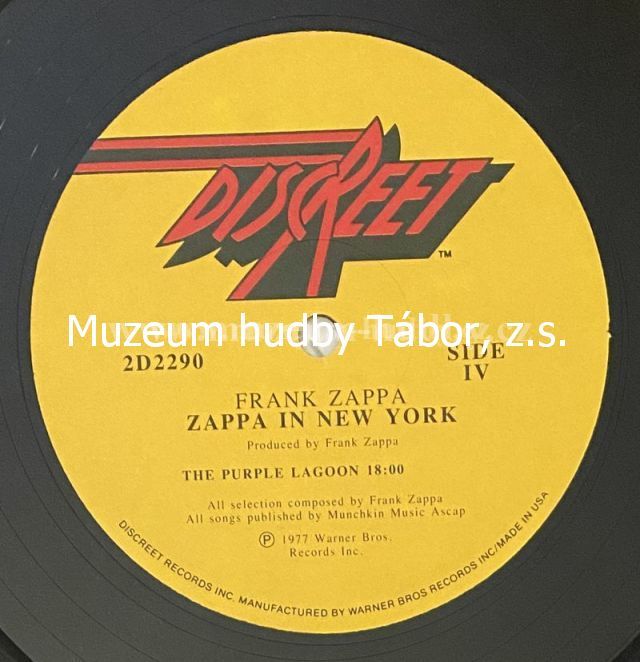 DISCREET
TM
Muzeum hudby Tábor, z.s.
2D2290
SIDE
IV
FRANK ZAPPA
ZAPPA IN NEW YORK
Produced by Frank Zappa
THE PURPLE LAGOON 18:00
All selection composed by Frank Zappa
All songs published by Munchkin Music Ascap
Ⓟ 1977 Warner Bros.
Records Inc.
DISCREET RECORDS INC. MANUFACTURED BY WARNER BROS RECORDS INC/MADE IN USA